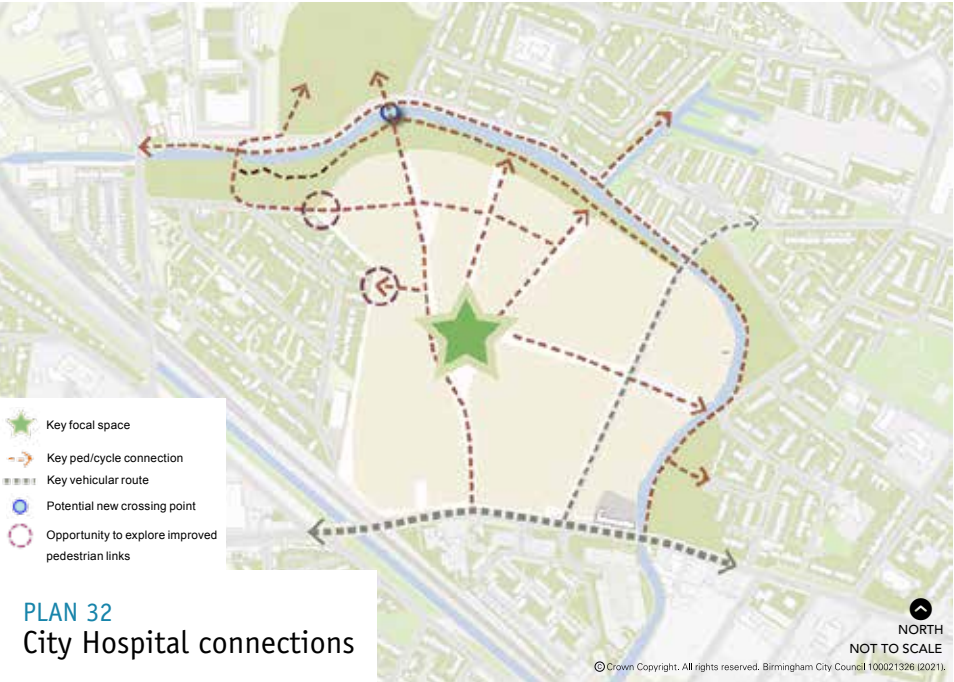 Key focal space
Key ped/cycle connection
Key vehicular route
Potential new crossing point
Opportunity to explore improved
pedestrian links
PLAN 32
City Hospital connections
NORTH
NOT TO SCALE
© Crown Copyright. All rights reserved. Birmingham City Council 100021326 (2021).